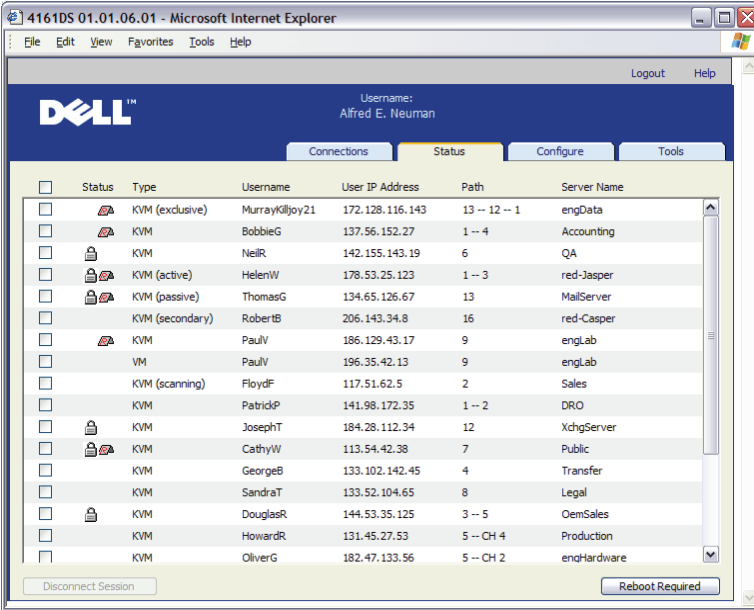 4161DS 01.01.06.01 - Microsoft Internet Explorer
File Edit View Favorites Tools Help
Logout Help
DELL™
Username:
Alfred E. Neuman
Connections Status Configure Tools
Status Type Username User IP Address Path Server Name
KVM (exclusive) MurrayKilljoy21 172.128.116.143 13 -- 12 -- 1 engData
KVM BobbieG 137.56.152.27 1 -- 4 Accounting
KVM NeilR 142.155.143.19 6 QA
KVM (active) HelenW 178.53.25.123 1 -- 3 red-Jasper
KVM (passive) ThomasG 134.65.126.67 13 MailServer
KVM (secondary) RobertB 206.143.34.8 16 red-Casper
KVM PaulV 186.129.43.17 9 engLab
VM PaulV 196.35.42.13 9 engLab
KVM (scanning) FloydF 117.51.62.5 2 Sales
KVM PatrickP 141.98.172.35 1 -- 2 DRO
KVM JosephT 184.28.112.34 12 XchgServer
KVM CathyW 113.54.42.38 7 Public
KVM GeorgeB 133.102.142.45 4 Transfer
KVM SandraT 133.52.104.65 8 Legal
KVM DouglasR 144.53.35.125 3 -- 5 OemSales
KVM HowardR 131.45.27.53 5 -- CH 4 Production
KVM OliverG 182.47.133.56 5 -- CH 2 engHardware
Disconnect Session Reboot Required